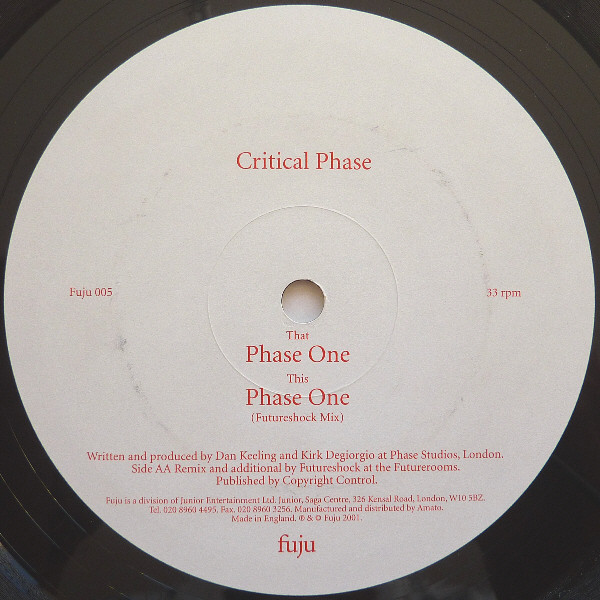 Critical Phase
Fuju 005
33 rpm
That
Phase One
This
Phase One
(Futureshock Mix)
Written and produced by Dan Keeling and Kirk Degiorgio at Phase Studios, London.
Side AA Remix and additional by Futureshock at the Futurerooms.
Published by Copyright Control.
Fuju is a division of Junior Entertainment Ltd. Junior, Saga Centre, 326 Kensal Road, London, W10 5BZ.
Tel. 020 8960 4495. Fax. 020 8960 3256. Manufactured and distributed by Amato.
Made in England. ℗ & © Fuju 2001.
fuju